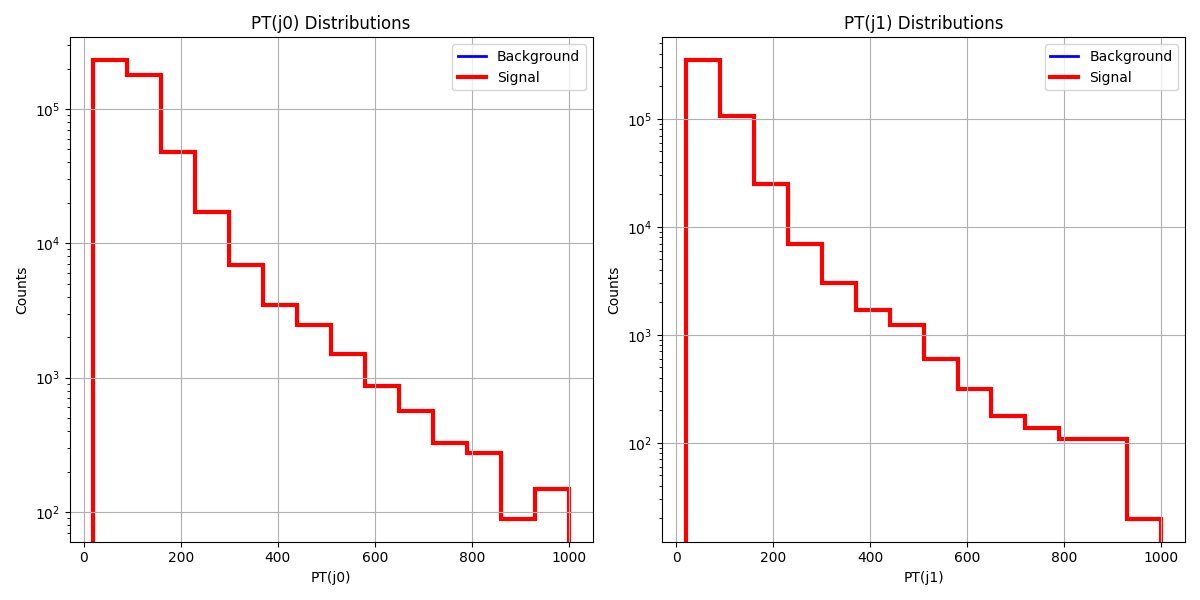 PT(j0) Distributions
Background
Signal
10^5
10^4
10^3
10^2
Counts
0 200 400 600 800 1000
PT(j0)
PT(j1) Distributions
Background
Signal
10^5
10^4
10^3
10^2
Counts
0 200 400 600 800 1000
PT(j1)